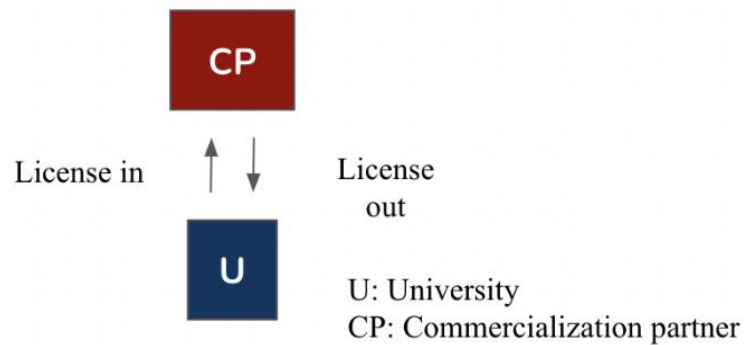 CP
License in
License
out
U
U: University
CP: Commercialization partner